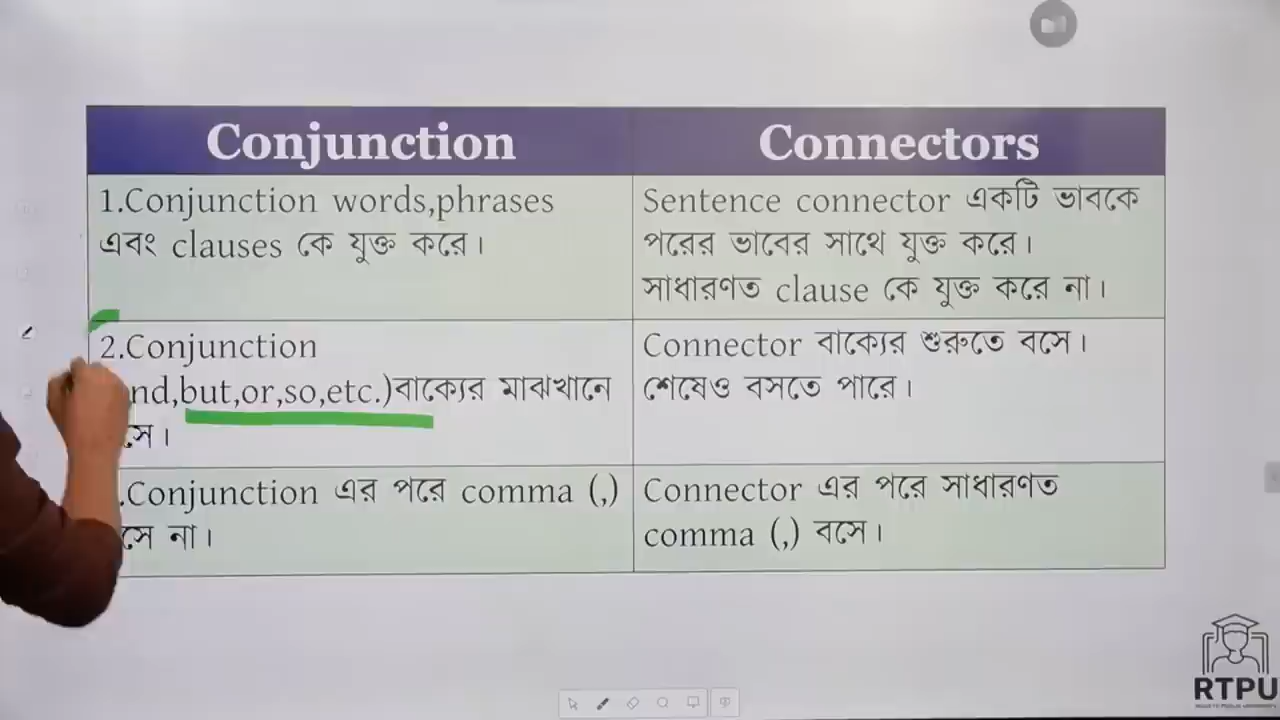 Conjunction
Connectors
1.Conjunction words,phrases
এবং clauses কে যুক্ত করে।
Sentence connector একটি ভাবকে
পরের ভাবের সাথে যুক্ত করে।
সাধারণত clause কে যুক্ত করে না।
2.Conjunction
nd,but,or,so,etc.)বাক্যের মাঝখানে
সে।
Connector বাক্যের শুরুতে বসে।
শেষেও বসতে পারে।
.Conjunction এর পরে comma (,)
সে না।
Connector এর পরে সাধারণত
comma (,) বসে।
RTPU